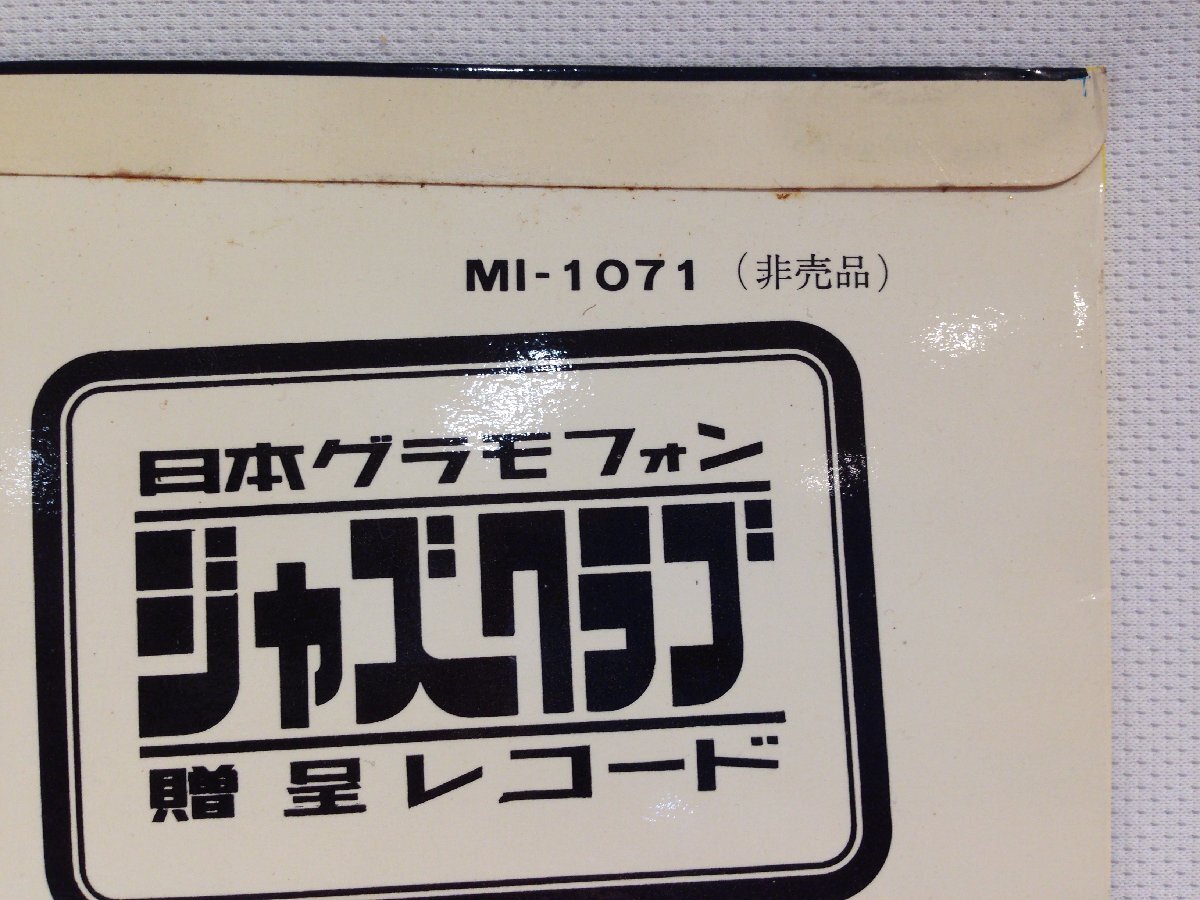 MI-1071（非売品）
日本グラモフォン
ジャズクラブ
贈呈レコード